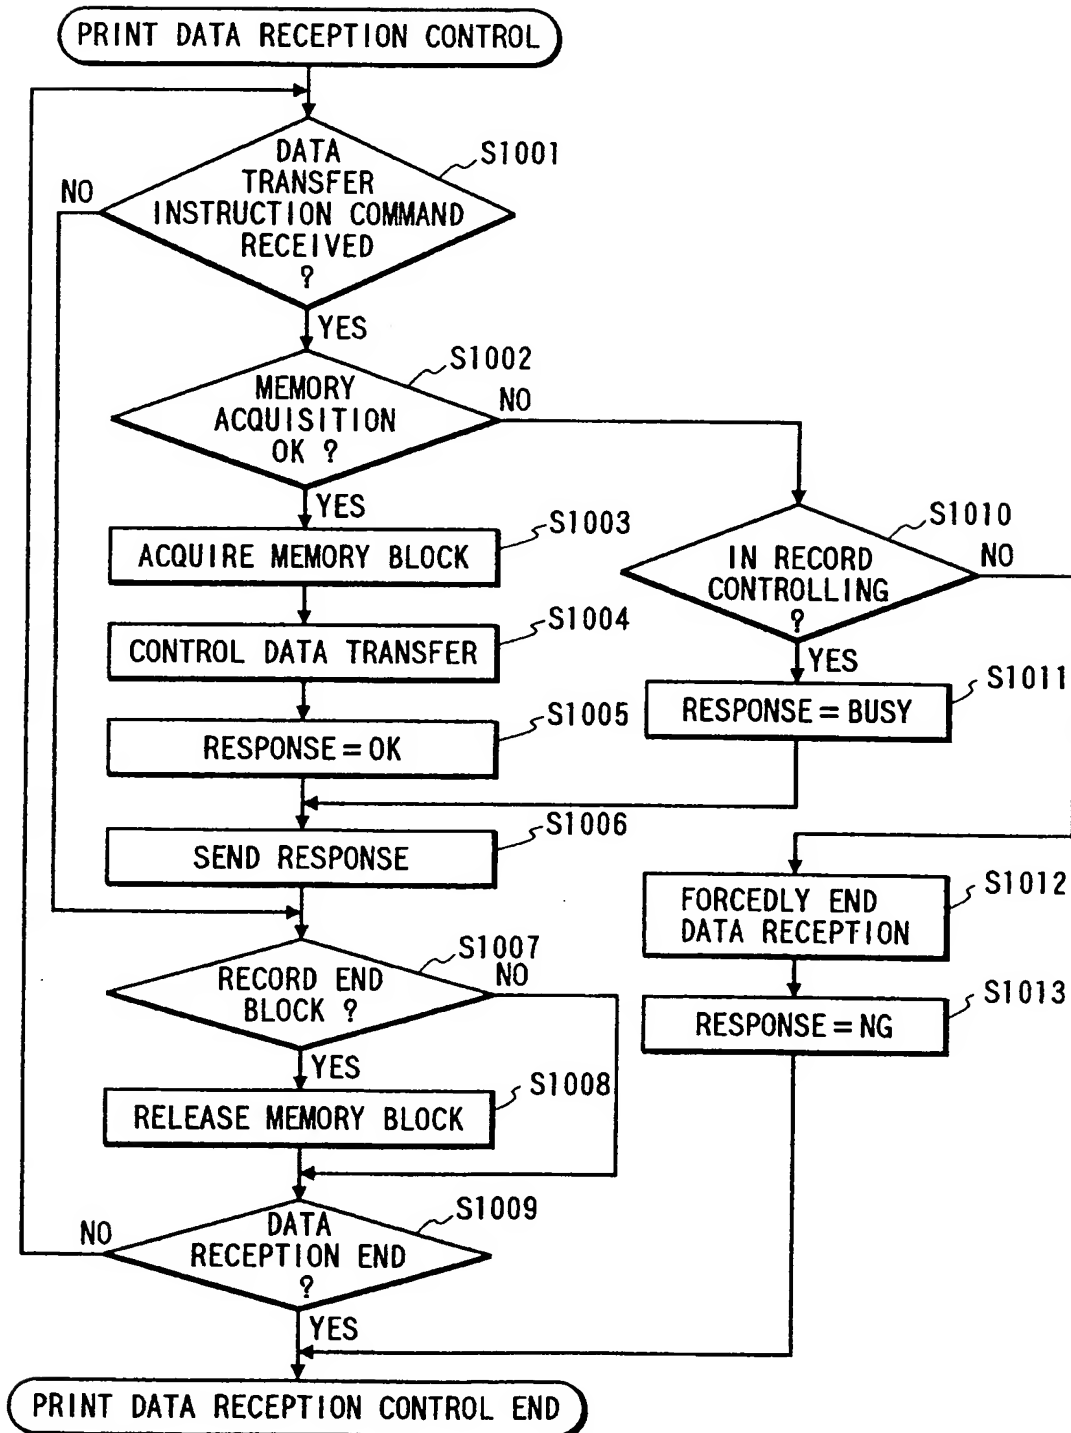 PRINT DATA RECEPTION CONTROL
DATA
TRANSFER
INSTRUCTION COMMAND
RECEIVED
?
S1001
NO
YES
MEMORY
ACQUISITION
OK ?
S1002
NO
YES
ACQUIRE MEMORY BLOCK
S1003
IN RECORD
CONTROLLING
?
S1010
NO
YES
CONTROL DATA TRANSFER
S1004
RESPONSE=BUSY
S1011
RESPONSE=OK
S1005
SEND RESPONSE
S1006
FORCEDLY END
DATA RECEPTION
S1012
RECORD END
BLOCK ?
S1007
NO
YES
RESPONSE=NG
S1013
RELEASE MEMORY BLOCK
S1008
DATA
RECEPTION END
?
S1009
NO
YES
PRINT DATA RECEPTION CONTROL END